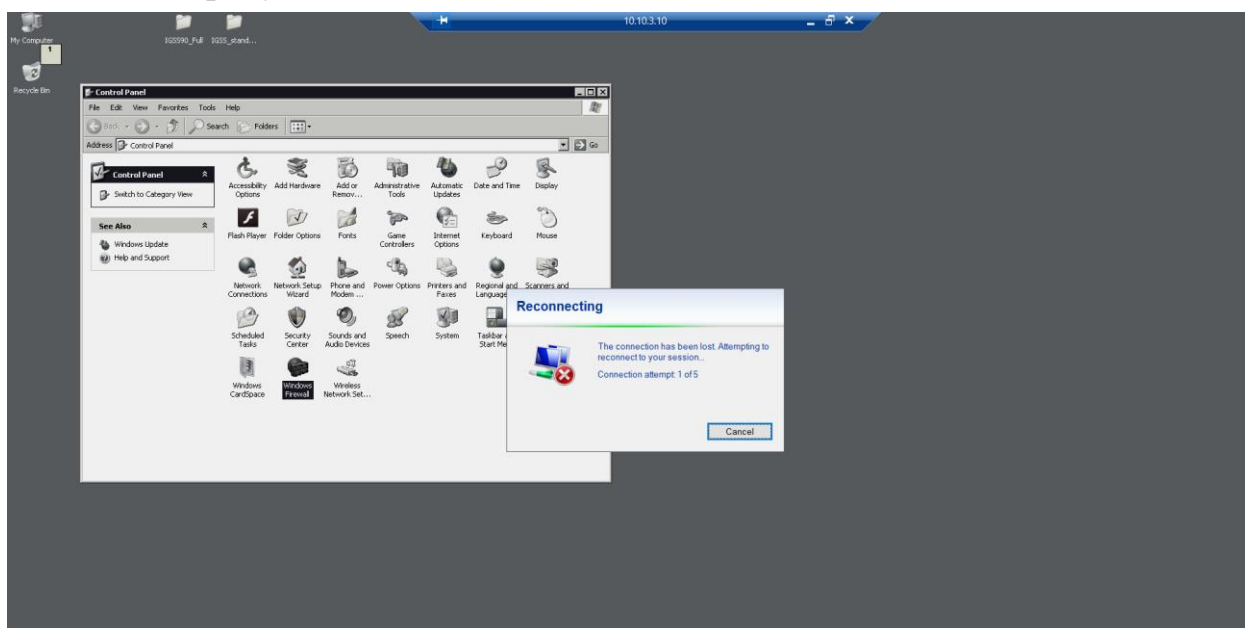 10.10.3.10
My Computer
IGSS90_Full
IGSS_stand...
1
Recycle Bin
Control Panel
File Edit View Favorites Tools Help
Back Search Folders
Address Control Panel Go
Control Panel
Switch to Category View
See Also
Windows Update
Help and Support
Accessibility Options
Add Hardware
Add or Remov...
Administrative Tools
Automatic Updates
Date and Time
Display
Flash Player
Folder Options
Fonts
Game Controllers
Internet Options
Keyboard
Mouse
Network Connections
Network Setup Wizard
Phone and Modem ...
Power Options
Printers and Faxes
Regional and Language
Scanners and
Scheduled Tasks
Security Center
Sounds and Audio Devices
Speech
System
Taskbar
Start Me
Windows CardSpace
Windows Firewall
Wireless Network Set...
Reconnecting
The connection has been lost. Attempting to
reconnect to your session...
Connection attempt: 1 of 5
Cancel